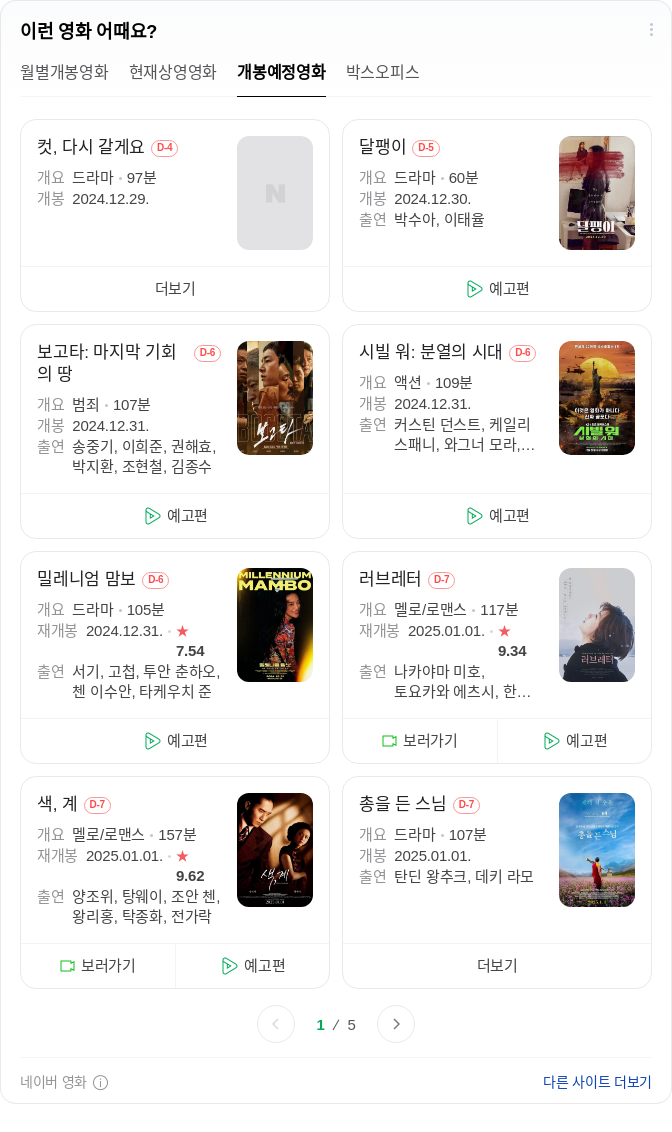 이런 영화 어때요?
월별개봉영화 현재상영영화 개봉예정영화 박스오피스
컷, 다시 갈게요 D-4
개요 드라마 · 97분
개봉 2024.12.29.
N
더보기
달팽이 D-5
개요 드라마 · 60분
개봉 2024.12.30.
출연 박수아, 이태율
달팽이
예고편
보고타: 마지막 기회
의 땅 D-6
개요 범죄 · 107분
개봉 2024.12.31.
출연 송중기, 이희준, 권해효,
박지환, 조현철, 김종수
보고타
예고편
시빌 워: 분열의 시대 D-6
개요 액션 · 109분
개봉 2024.12.31.
출연 커스틴 던스트, 케일리
스패니, 와그너 모라,…
시빌 워
분열의 시대
예고편
밀레니엄 맘보 D-6
개요 드라마 · 105분
재개봉 2024.12.31. · ★
7.54
출연 서기, 고첩, 투안 춘하오,
첸 이수안, 타케우치 준
MILLENNIUM
MAMBO
밀레니엄 맘보
예고편
러브레터 D-7
개요 멜로/로맨스 · 117분
재개봉 2025.01.01. · ★
9.34
출연 나카야마 미호,
토요카와 에츠시, 한…
러브레터
보러가기
예고편
색, 계 D-7
개요 멜로/로맨스 · 157분
재개봉 2025.01.01. · ★
9.62
출연 양조위, 탕웨이, 조안 첸,
왕리홍, 탁종화, 전가락
색, 계
보러가기
예고편
총을 든 스님 D-7
개요 드라마 · 107분
개봉 2025.01.01.
출연 탄딘 왕추크, 데키 라모
총을 든 스님
더보기
1 / 5
네이버 영화
다른 사이트 더보기